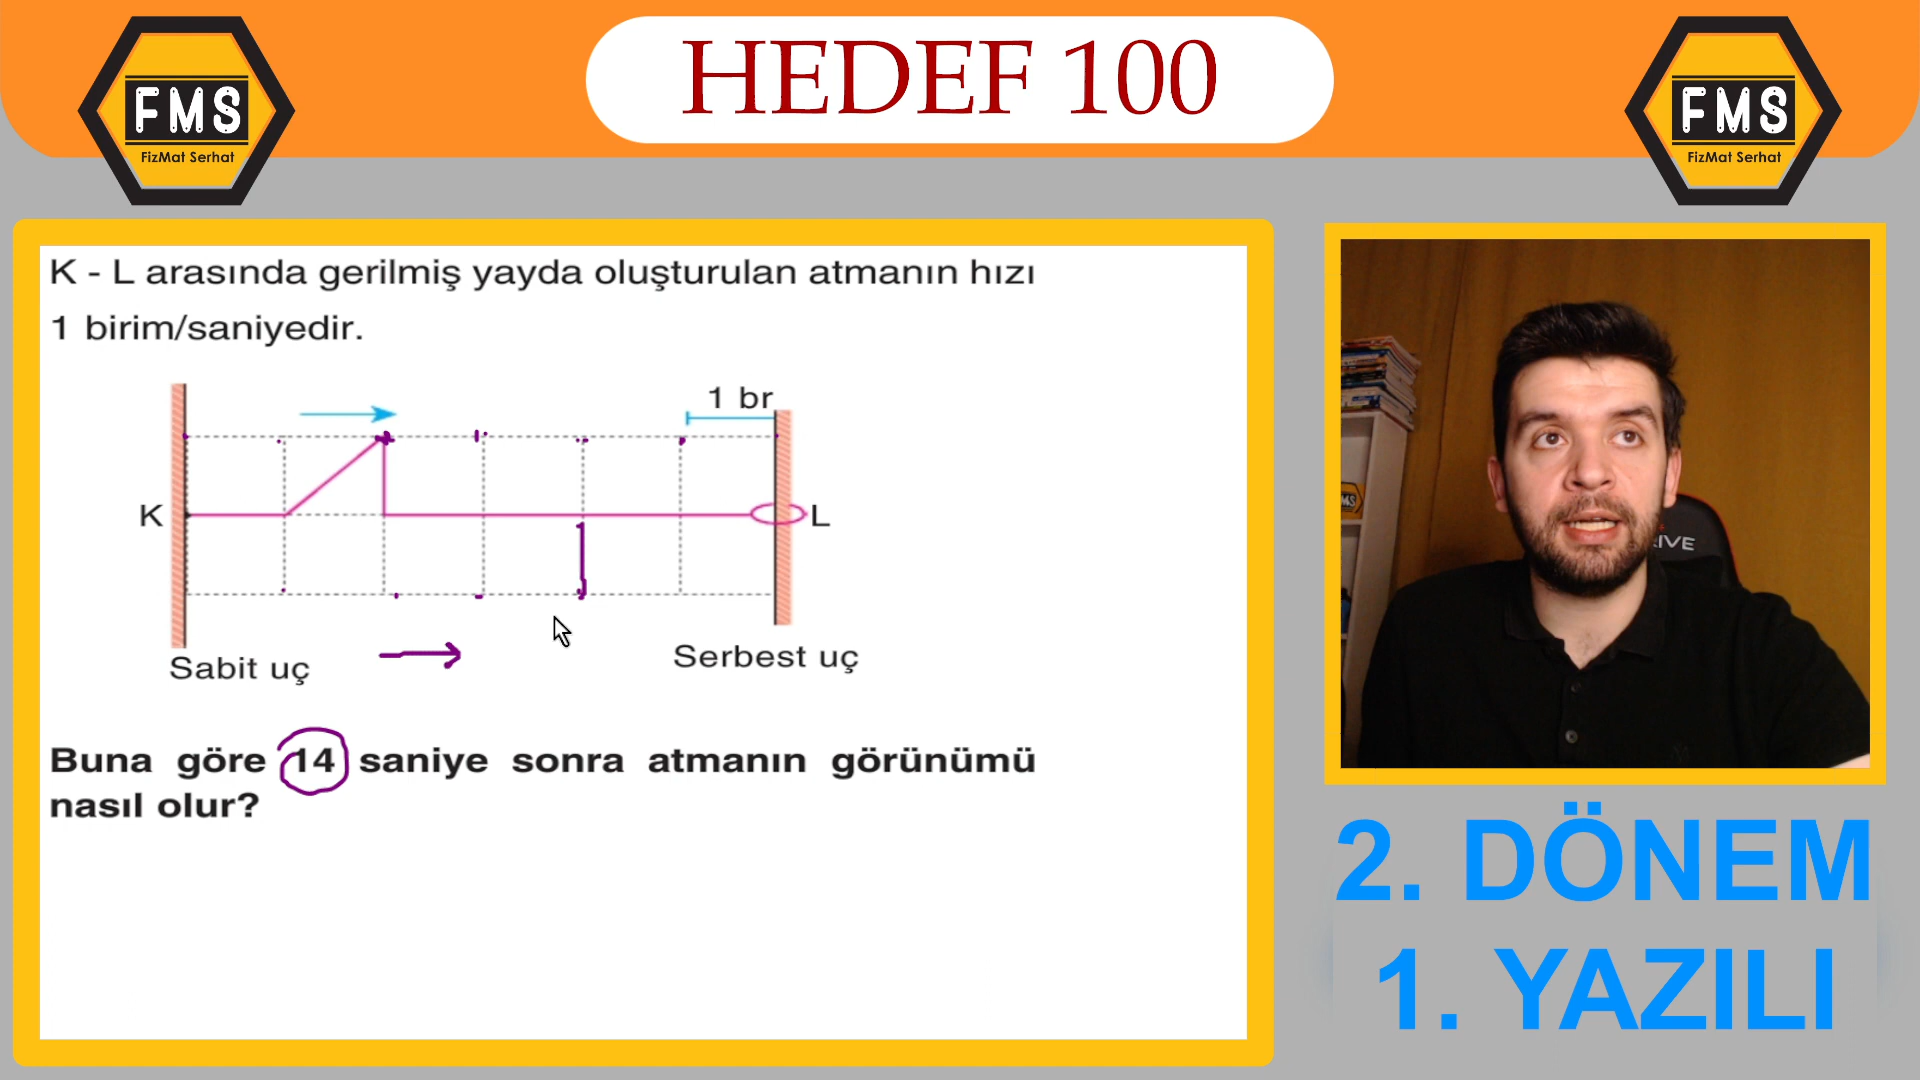 HEDEF 100
FMS
FizMat Serhat
FMS
FizMat Serhat
K - L arasında gerilmiş yayda oluşturulan atmanın hızı
1 birim/saniyedir.
1 br
K
L
Sabit uç
Serbest uç
Buna göre 14 saniye sonra atmanın görünümü
nasıl olur?
2. DÖNEM
1. YAZILI